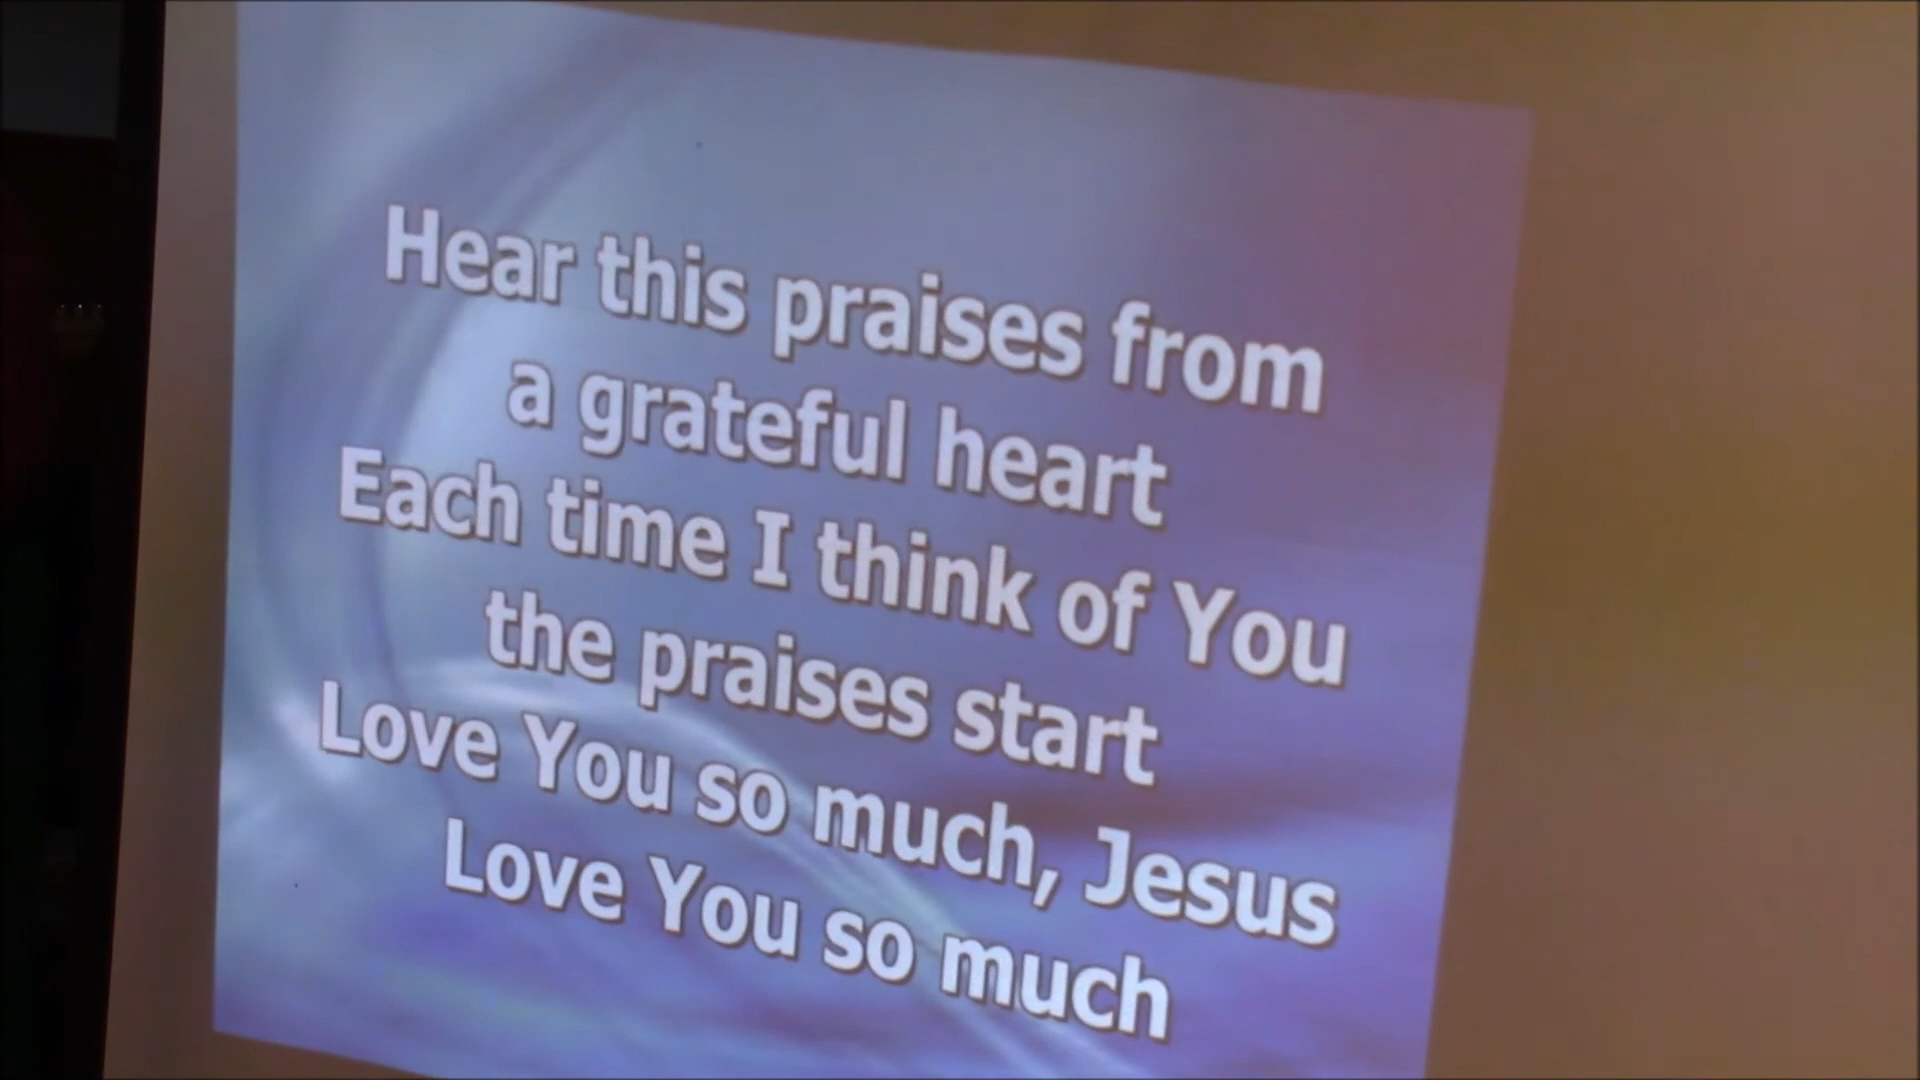 Hear this praises from
a grateful heart
Each time I think of You
the praises start
Love You so much, Jesus
Love You so much